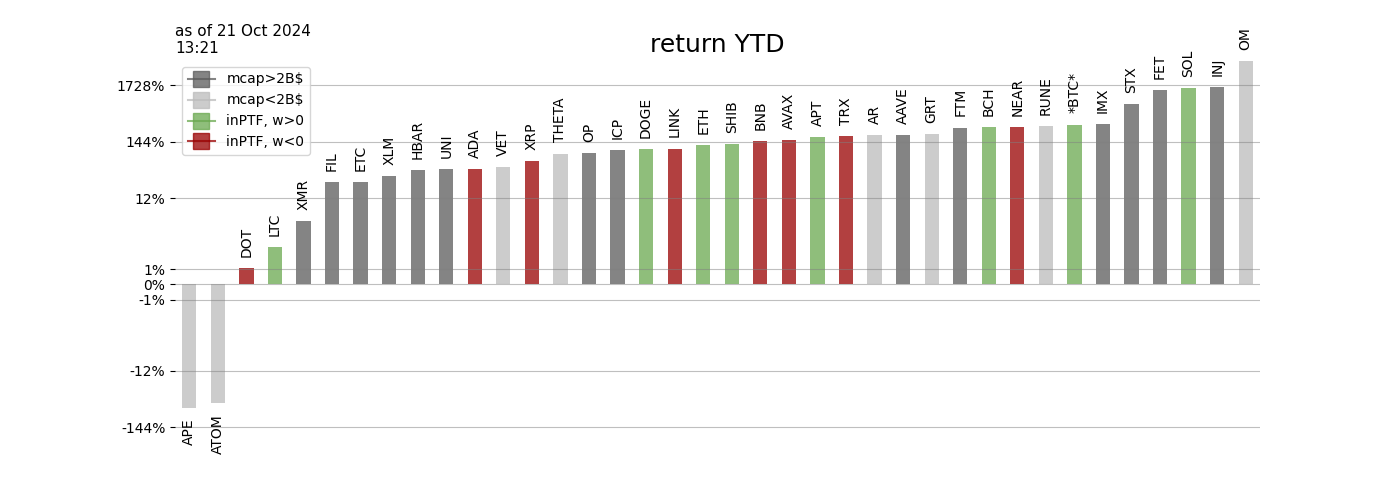 as of 21 Oct 2024
13:21
return YTD
mcap>2B$
mcap<2B$
inPTF, w>0
inPTF, w<0
1728%
144%
12%
1%
0%
-1%
-12%
-144%
APE
ATOM
DOT
LTC
XMR
FIL
ETC
XLM
HBAR
UNI
ADA
VET
XRP
THETA
OP
ICP
DOGE
LINK
ETH
SHIB
BNB
AVAX
APT
TRX
AR
AAVE
GRT
FTM
BCH
NEAR
RUNE
*BTC*
IMX
STX
FET
SOL
INJ
OM